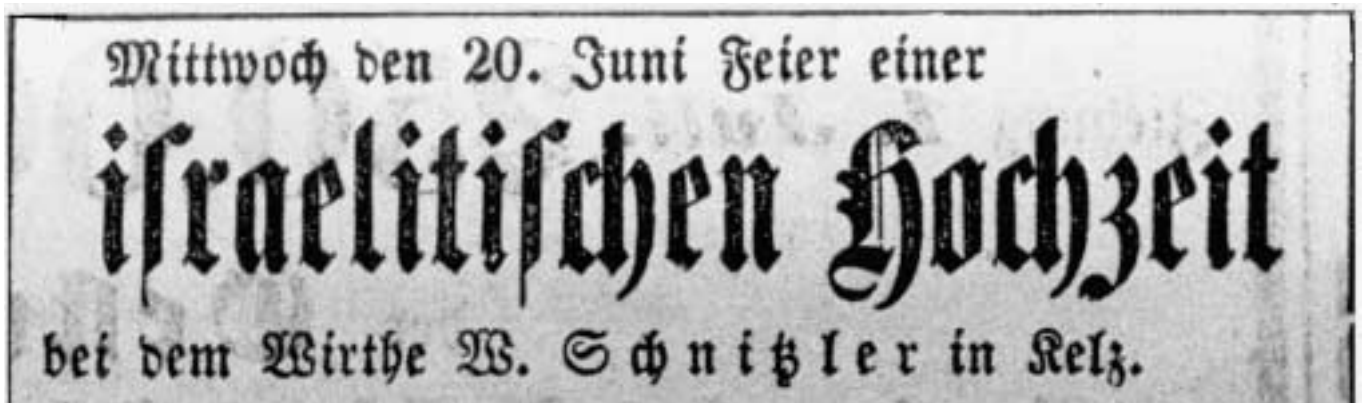 Mittwoch den 20. Juni Feier einer
iſraelitiſchen Hochzeit
bei dem Wirthe W. Schnitzler in Kelz.